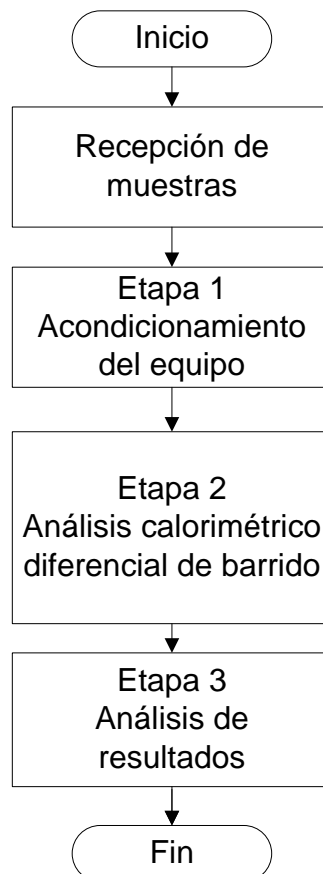 Inicio
Recepción de
muestras
Etapa 1
Acondicionamiento
del equipo
Etapa 2
Análisis calorimétrico
diferencial de barrido
Etapa 3
Análisis de
resultados
Fin